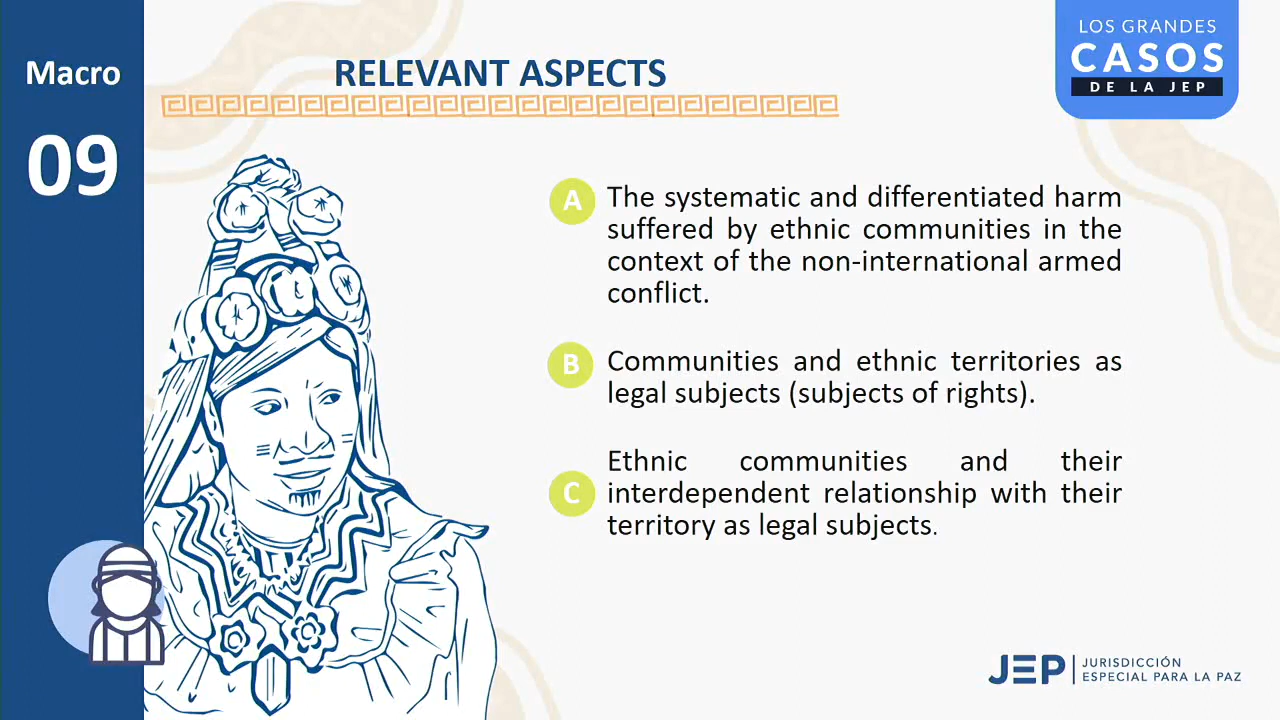 Macro
09
RELEVANT ASPECTS
LOS GRANDES
CASOS
DE LA JEP
A
The systematic and differentiated harm
suffered by ethnic communities in the
context of the non-international armed
conflict.
B
Communities and ethnic territories as
legal subjects (subjects of rights).
C
Ethnic communities and their
interdependent relationship with their
territory as legal subjects.
JEP
JURISDICCIÓN
ESPECIAL PARA LA PAZ